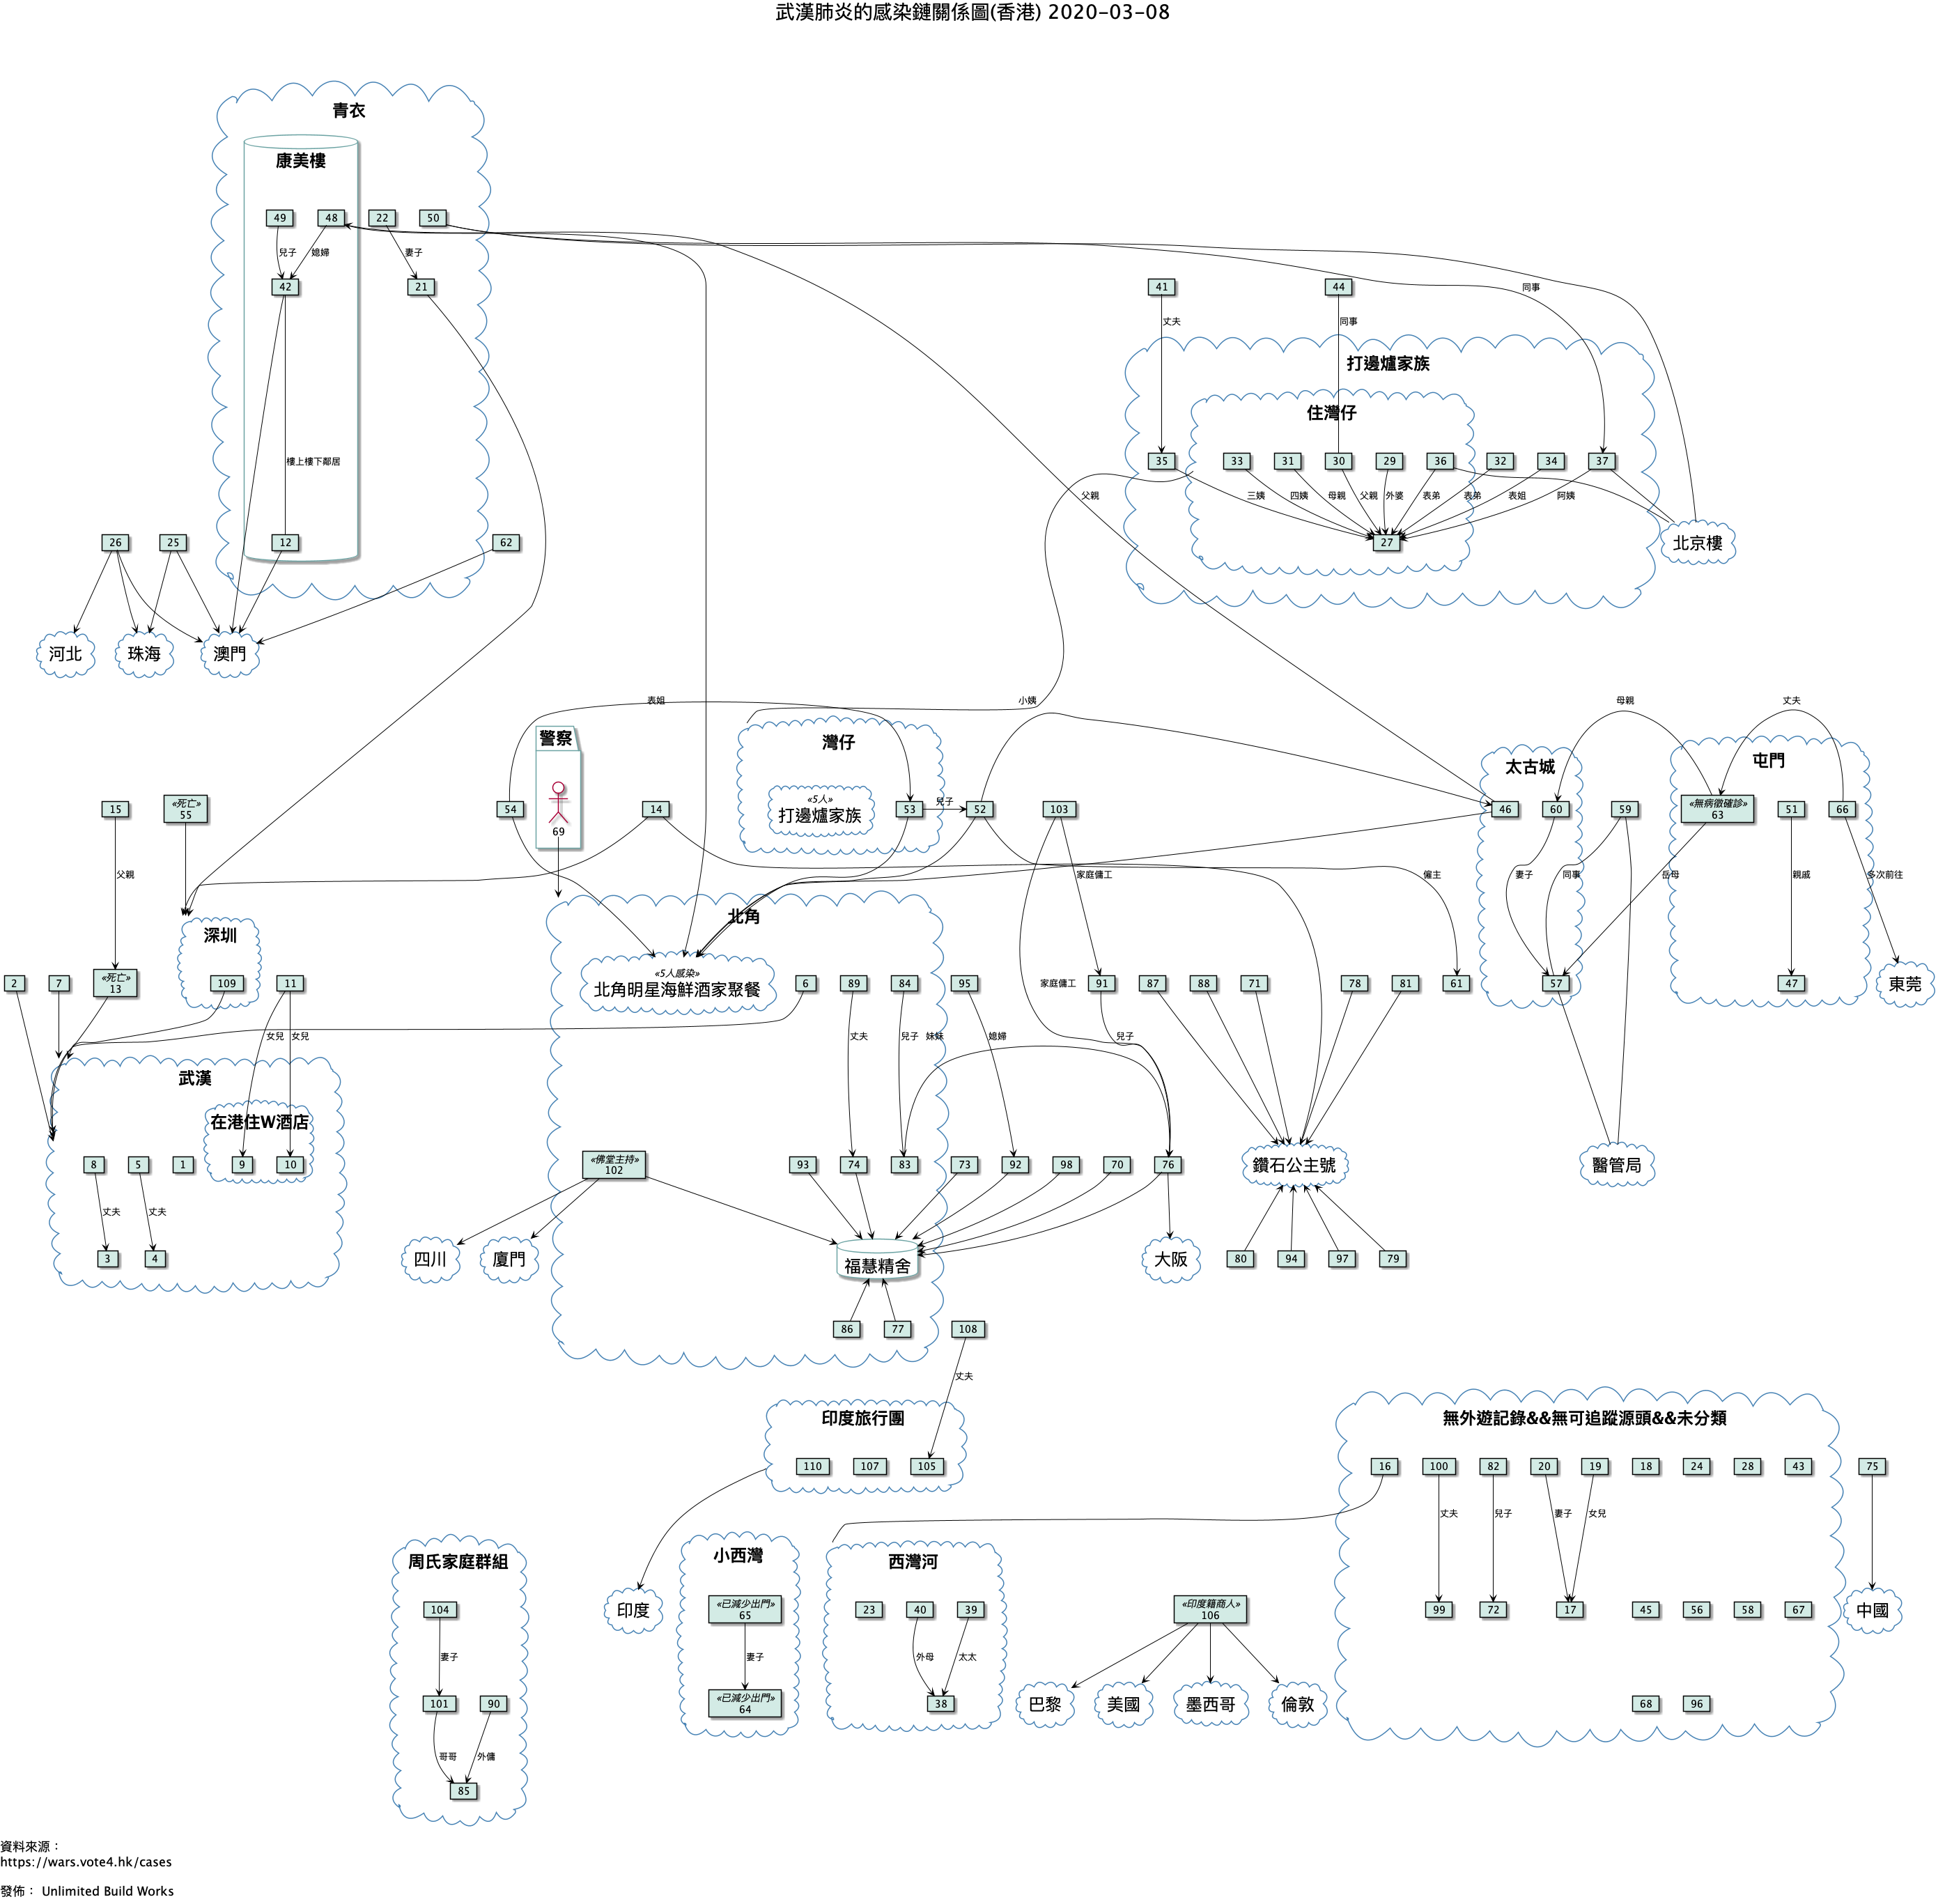 武漢肺炎的感染鏈關係圖(香港) 2020-03-08
青衣
康美樓
49
48
22
50
兒子
媳婦
妻子
42
21
41
44
同事
丈夫
同事
打邊爐家族
住灣仔
樓上樓下鄰居
35
33
31
30
29
36
32
34
37
三姨
四姨
母親
父親
外婆
表弟
表弟
表姐
阿姨
父親
26
25
12
62
27
北京樓
河北
珠海
澳門
表姐
小姨
母親
丈夫
警察
灣仔
太古城
屯門
15
«死亡»
55
54
69
14
«5人»
打邊爐家族
53
兒子
52
103
46
60
59
«無病徵確診»
63
51
66
父親
家庭傭工
僱主
妻子
同事
岳母
親戚
多次前往
深圳
北角
2
7
«死亡»
13
109
11
«5人感染»
北角明星海鮮酒家聚餐
6
89
84
95
家庭傭工
91
87
88
71
78
81
61
57
47
東莞
女兒
女兒
丈夫
兒子
妹妹
媳婦
兒子
武漢
在港住W酒店
8
5
1
9
10
«佛堂主持»
102
93
74
83
73
92
98
70
76
鑽石公主號
醫管局
丈夫
丈夫
3
4
四川
廈門
福慧精舍
大阪
80
94
97
79
86
77
108
丈夫
印度旅行團
110
107
105
無外遊記錄&&無可追蹤源頭&&未分類
16
100
82
20
19
18
24
28
43
75
丈夫
兒子
妻子
女兒
周氏家庭群組
小西灣
西灣河
104
印度
«已減少出門»
65
23
40
39
«印度籍商人»
106
99
72
17
45
56
58
67
中國
妻子
妻子
外母
太太
101
90
«已減少出門»
64
38
巴黎
美國
墨西哥
倫敦
68
96
哥哥
外傭
85
資料來源：
https://wars.vote4.hk/cases
發佈： Unlimited Build Works